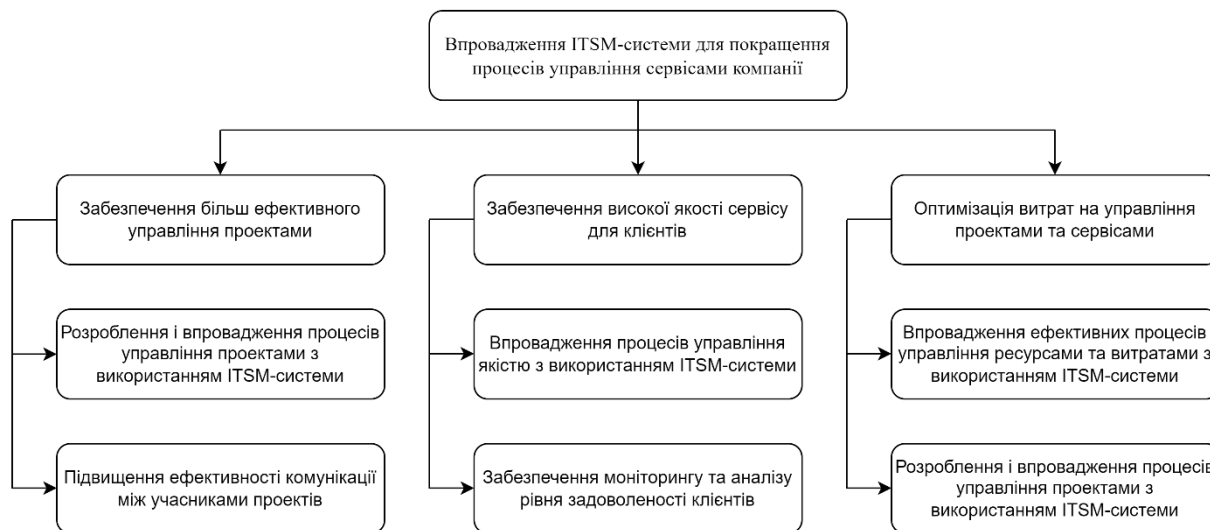 Впровадження ITSM-системи для покращення
процесів управління сервісами компанії
Забезпечення більш ефективного
управління проектами
Забезпечення високої якості сервісу
для клієнтів
Оптимізація витрат на управління
проектами та сервісами
Розроблення і впровадження процесів
управління проектами з
використанням ITSM-системи
Впровадження процесів управління
якістю з використанням ITSM-системи
Впровадження ефективних процесів
управління ресурсами та витратами з
використанням ITSM-системи
Підвищення ефективності комунікації
між учасниками проектів
Забезпечення моніторингу та аналізу
рівня задоволеності клієнтів
Розроблення і впровадження процесів
управління проектами з
використанням ITSM-системи